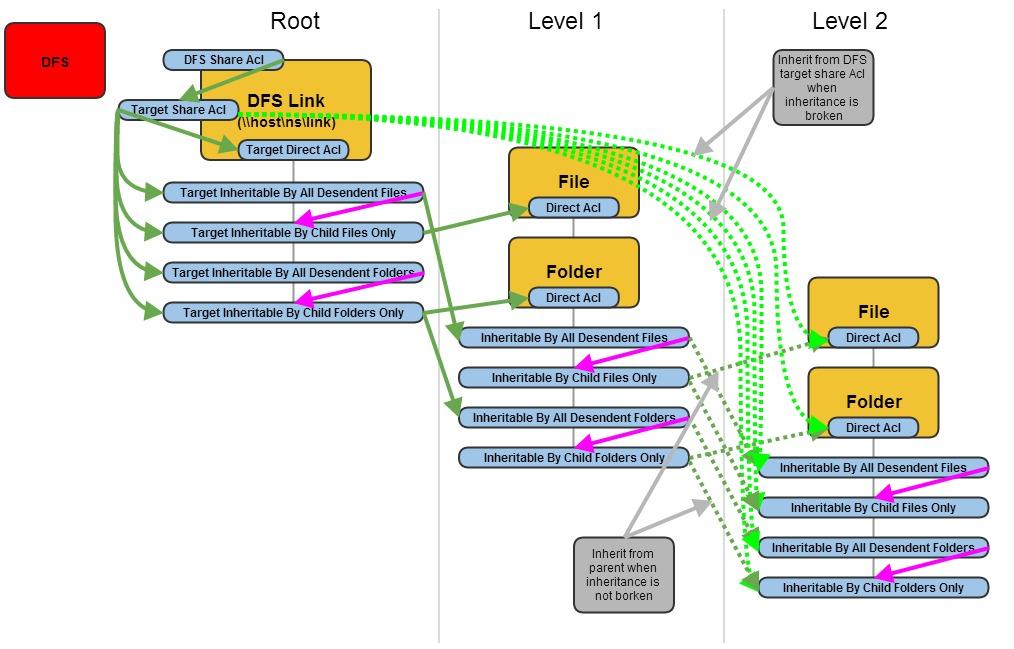 Root
Level 1
Level 2
DFS
DFS Share Acl
Target Share Acl
DFS Link
(\\host\ns\link)
Target Direct Acl
Target Inheritable By All Desendent Files
Target Inheritable By Child Files Only
Target Inheritable By All Desendent Folders
Target Inheritable By Child Folders Only
File
Direct Acl
Folder
Direct Acl
Inheritable By All Desendent Files
Inheritable By Child Files Only
Inheritable By All Desendent Folders
Inheritable By Child Folders Only
Inherit from
parent when
inheritance is
not borken
Inherit from DFS
target share Acl
when
inheritance is
broken
File
Direct Acl
Folder
Direct Acl
Inheritable By All Desendent Files
Inheritable By Child Files Only
Inheritable By All Desendent Folders
Inheritable By Child Folders Only